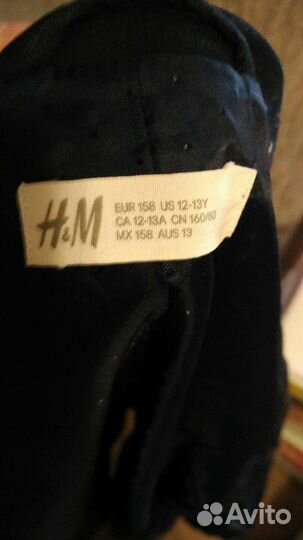 H&M
EUR 158 US 12-13Y
CA 12-13A CN 160/80
MX 158 AUS 13
Avito